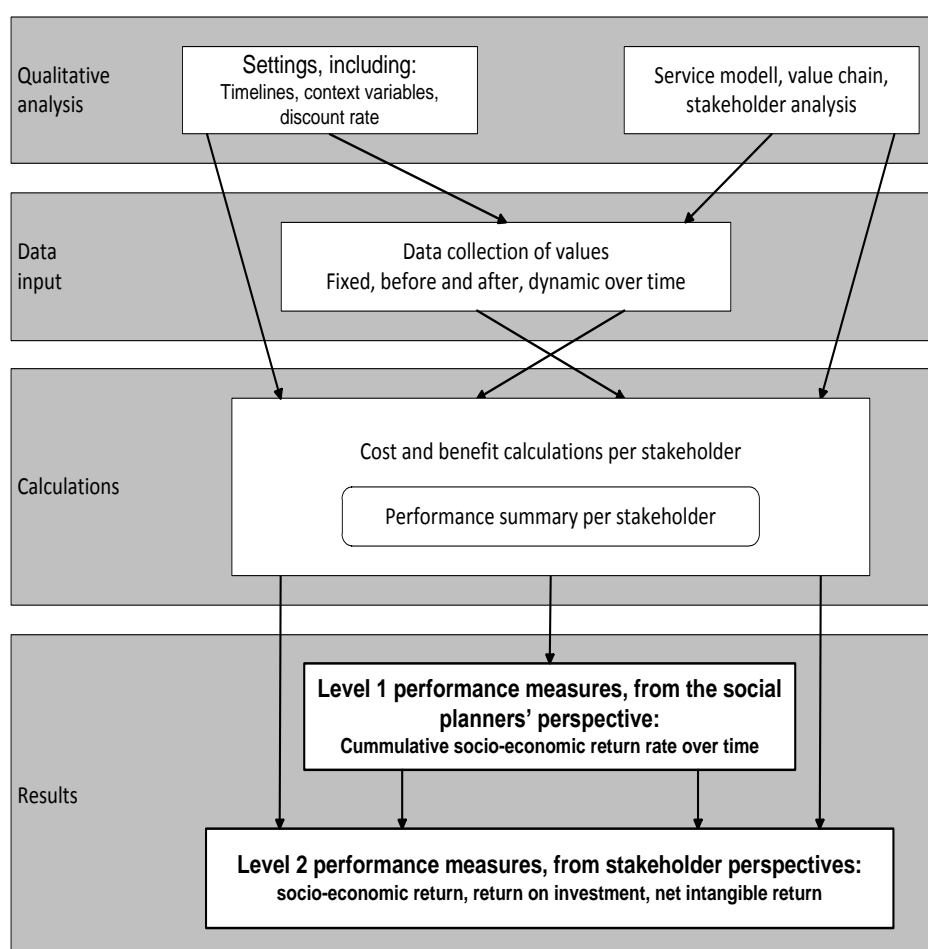 Qualitative
analysis
Settings, including:
Timelines, context variables,
discount rate
Service modell, value chain,
stakeholder analysis
Data
input
Data collection of values
Fixed, before and after, dynamic over time
Calculations
Cost and benefit calculations per stakeholder
Performance summary per stakeholder
Results
Level 1 performance measures, from the social
planners’ perspective:
Cummulative socio-economic return rate over time
Level 2 performance measures, from stakeholder perspectives:
socio-economic return, return on investment, net intangible return